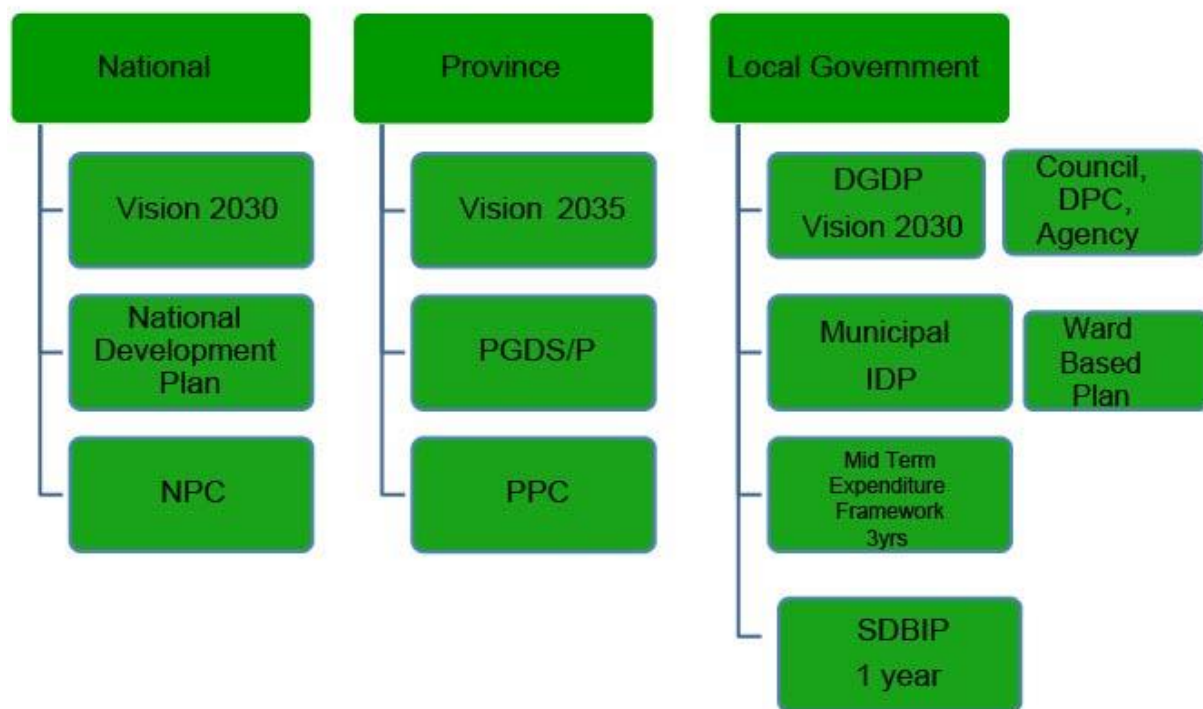 National
Vision 2030
National
Development
Plan
NPC
Province
Vision 2035
PGDS/P
PPC
Local Government
DGDP
Vision 2030
Council,
DPC,
Agency
Municipal
IDP
Ward
Based
Plan
Mid Term
Expenditure
Framework
3yrs
SDBIP
1 year